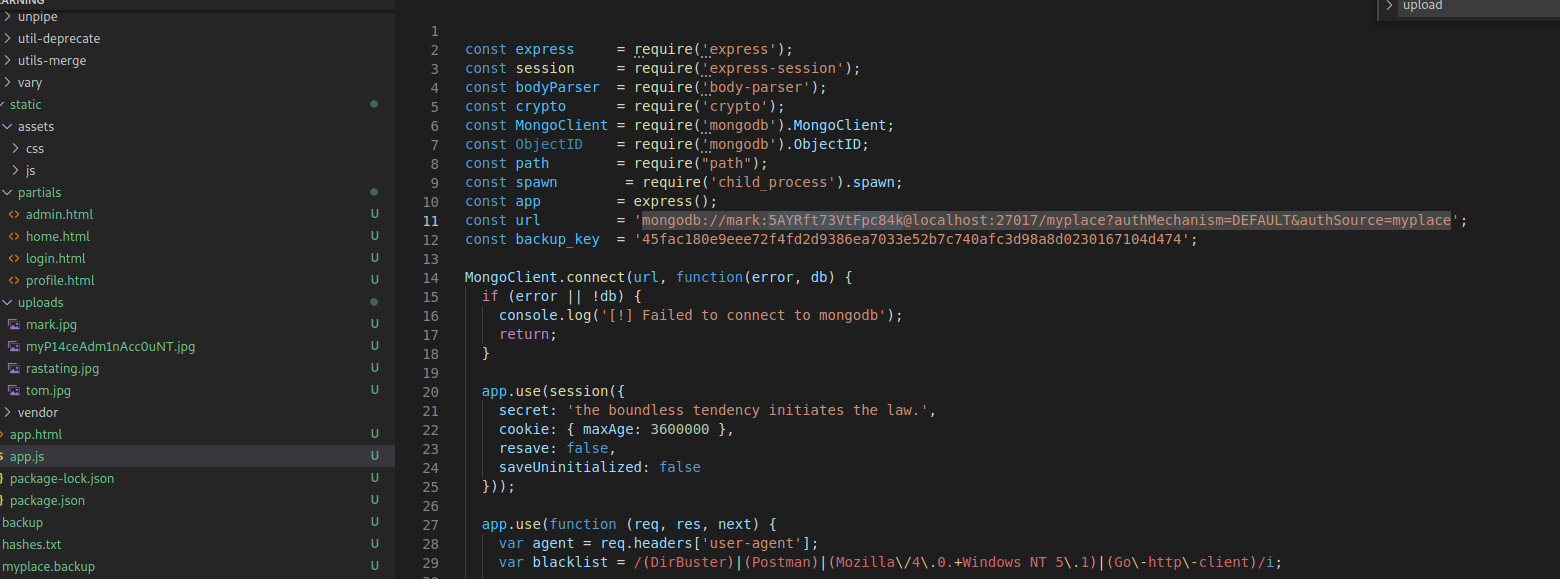 unpipe
util-deprecate
utils-merge
vary
static
assets
css
js
partials
admin.html U
home.html U
login.html U
profile.html U
uploads
mark.jpg U
myP14ceAdm1nAcc0uNT.jpg U
rastating.jpg U
tom.jpg U
vendor
app.html U
app.js U
package-lock.json U
package.json U
backup U
hashes.txt U
myplace.backup U
upload
1
2 const express     = require('express');
3 const session     = require('express-session');
4 const bodyParser  = require('body-parser');
5 const crypto      = require('crypto');
6 const MongoClient = require('mongodb').MongoClient;
7 const ObjectID    = require('mongodb').ObjectID;
8 const path        = require("path");
9 const spawn        = require('child_process').spawn;
10 const app         = express();
11 const url         = 'mongodb://mark:5AYRft73VtFpc84k@localhost:27017/myplace?authMechanism=DEFAULT&authSource=myplace';
12 const backup_key  = '45fac180e9eee72f4fd2d9386ea7033e52b7c740afc3d98a8d0230167104d474';
13
14 MongoClient.connect(url, function(error, db) {
15   if (error || !db) {
16     console.log('[!] Failed to connect to mongodb');
17     return;
18   }
19
20   app.use(session({
21     secret: 'the boundless tendency initiates the law.',
22     cookie: { maxAge: 3600000 },
23     resave: false,
24     saveUninitialized: false
25   }));
26
27   app.use(function (req, res, next) {
28     var agent = req.headers['user-agent'];
29     var blacklist = /(DirBuster)|(Postman)|(Mozilla\/4\.0.+Windows NT 5\.1)|(Go\-http\-client)/i;